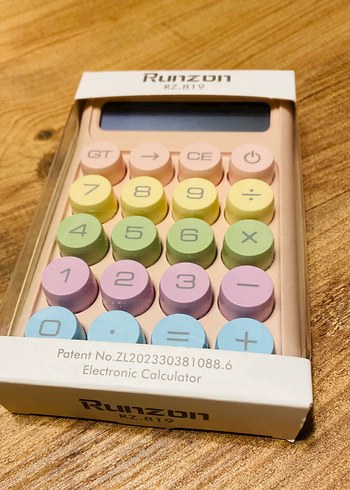 Runzon
RZ.819
GT → CE ⏻
7 8 9 ÷
4 5 6 ×
1 2 3 −
0 · = +
Patent No.ZL202330381088.6
Electronic Calculator
Runzon
RZ.819